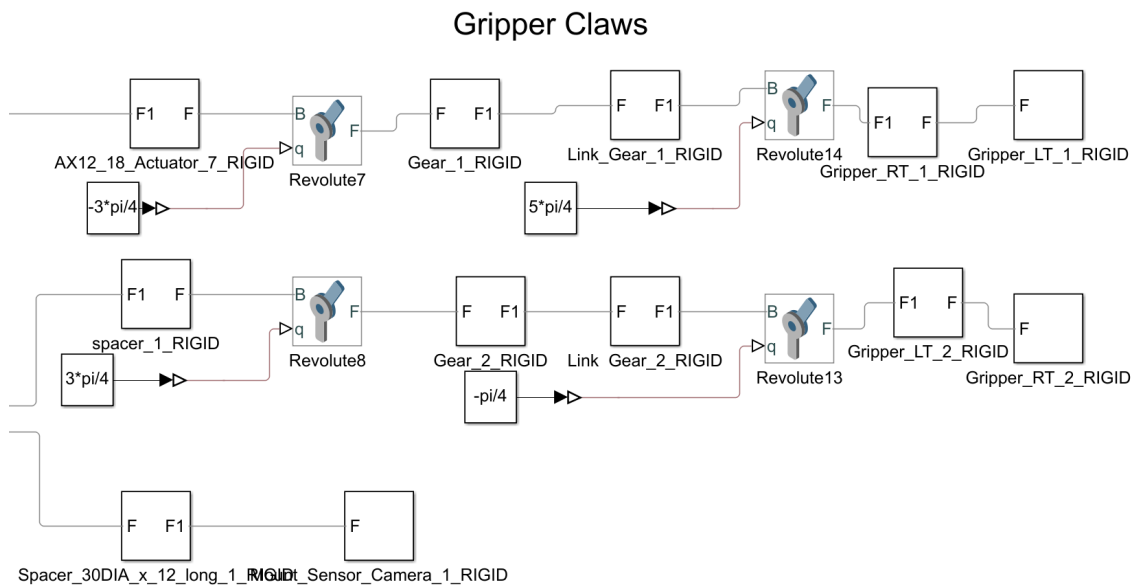 Gripper Claws
F1 F
AX12_18_Actuator_7_RIGID
B
q
F
Revolute7
-3*pi/4
F F1
Gear_1_RIGID
F F1
Link_Gear_1_RIGID
B
q
F
Revolute14
5*pi/4
F1 F
Gripper_RT_1_RIGID
F
Gripper_LT_1_RIGID
F1 F
spacer_1_RIGID
B
q
F
Revolute8
3*pi/4
F F1
Gear_2_RIGID
F F1
Link Gear_2_RIGID
-pi/4
B
q
F
Revolute13
F1 F
Gripper_LT_2_RIGID
F
Gripper_RT_2_RIGID
F F1
Spacer_30DIA_x_12_long_1_RIGID
F
Mount_Sensor_Camera_1_RIGID